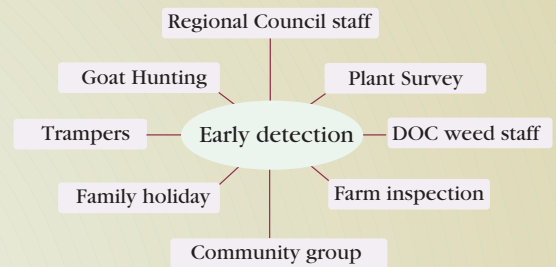 Regional Council staff
Goat Hunting
Plant Survey
Trampers
Early detection
DOC weed staff
Family holiday
Farm inspection
Community group